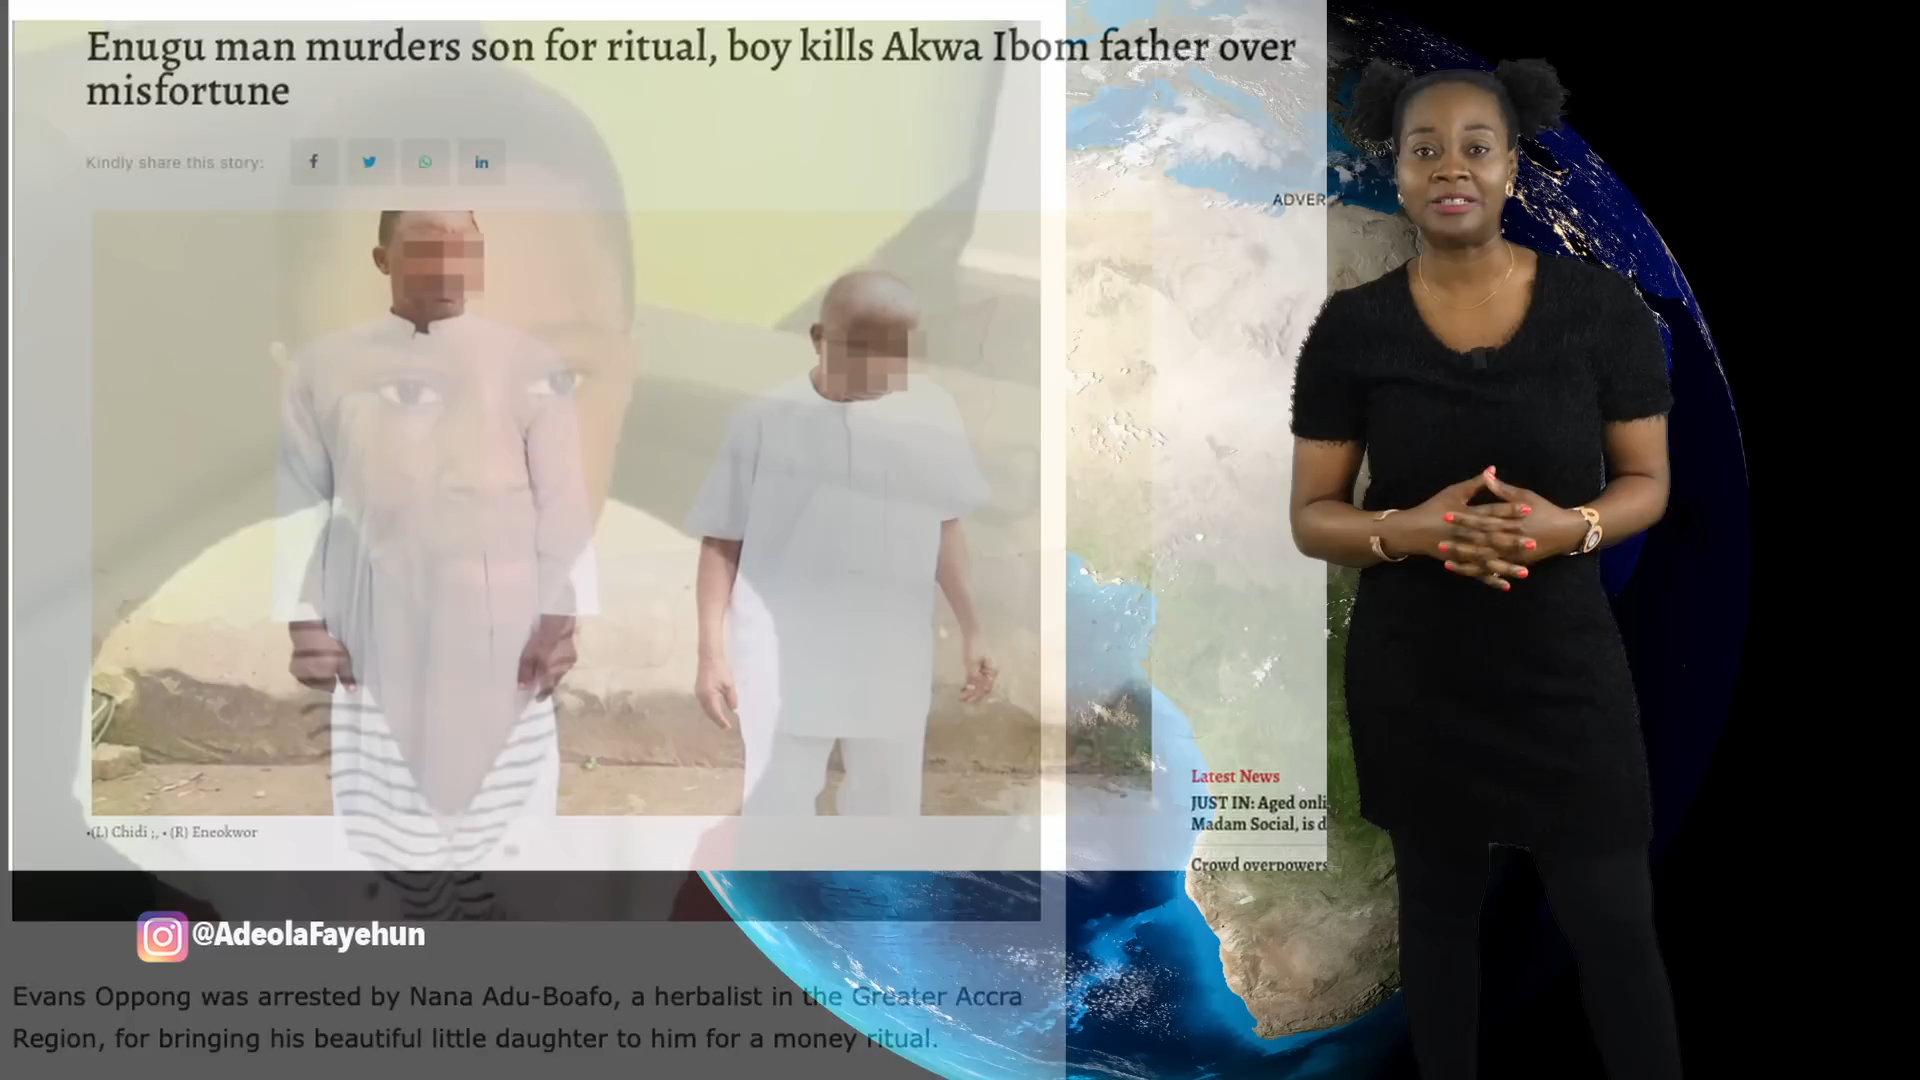 Enugu man murders son for ritual, boy kills Akwa Ibom father over
misfortune
Kindly share this story:
ADVER
•(L) Chidi ;, • (R) Eneokwor
Latest News
JUST IN: Aged onli
Madam Social, is d
Crowd overpowers
@AdeolaFayehun
Evans Oppong was arrested by Nana Adu-Boafo, a herbalist in the Greater Accra
Region, for bringing his beautiful little daughter to him for a money ritual.